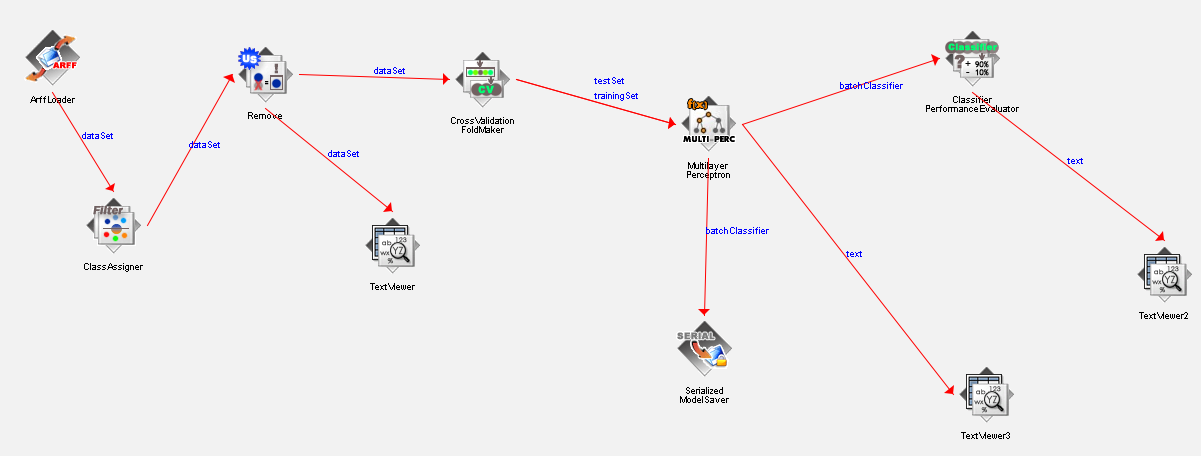 ARFF
ArffLoader
dataSet
Filter
ClassAssigner
dataSet
Us
!
=
Remove
dataSet
dataSet
ab 123
wx YZ
%
TextViewer
CV
CrossValidation
FoldMaker
testSet
trainingSet
f(x)
MULTI-PERC
Multilayer
Perceptron
batchClassifier
batchClassifier
text
SERIAL
Serialized
ModelSaver
Classifier
? + 90%
- 10%
Classifier
PerformanceEvaluator
text
ab 123
wx YZ
%
TextViewer2
ab 123
wx YZ
%
TextViewer3